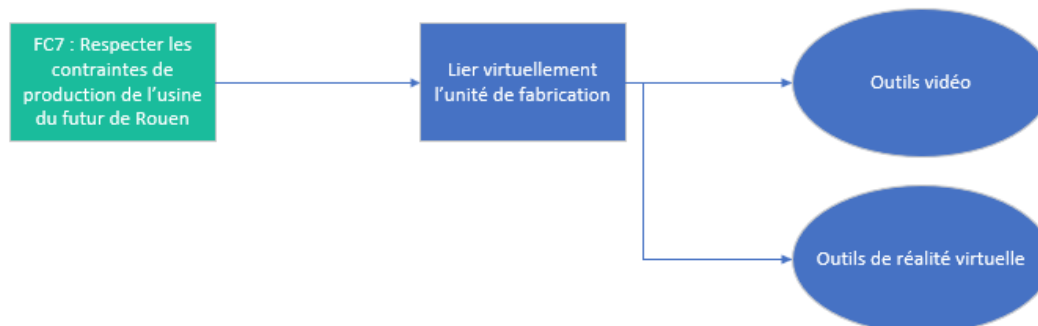 FC7 : Respecter les
contraintes de
production de l’usine
du futur de Rouen
Lier virtuellement
l’unité de fabrication
Outils vidéo
Outils de réalité virtuelle